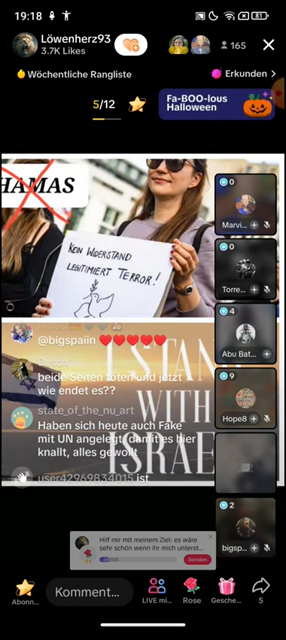 19:18
81
Löwenherz93
3.7K Likes
165
Wöchentliche Rangliste
Erkunden >
5/12
Fa-BOO-lous
Halloween
HAMAS
KEIN WIDERSTAND
LEGITIMIERT TERROR!
0
Marvi...
0
Torre...
4
Abu Bat...
9
Hope8
2
bigsp...
I STAND
WITH
ISRAEL
@bigspaiin ❤️❤️❤️❤️❤️
beide Seiten töten und jetzt
wie endet es??
state_of_the_nu_art
Haben sich heute auch Fake
mit UN angelegt, damit es hier
knallt, alles gewollt
user42969834015 ist
Hilf mir mit meinem Ziel: es wäre
sehr schön wenn ihr mich unterst...
Senden
Abonn...
Komment...
LIVE mi...
Rose
Gesche...
5